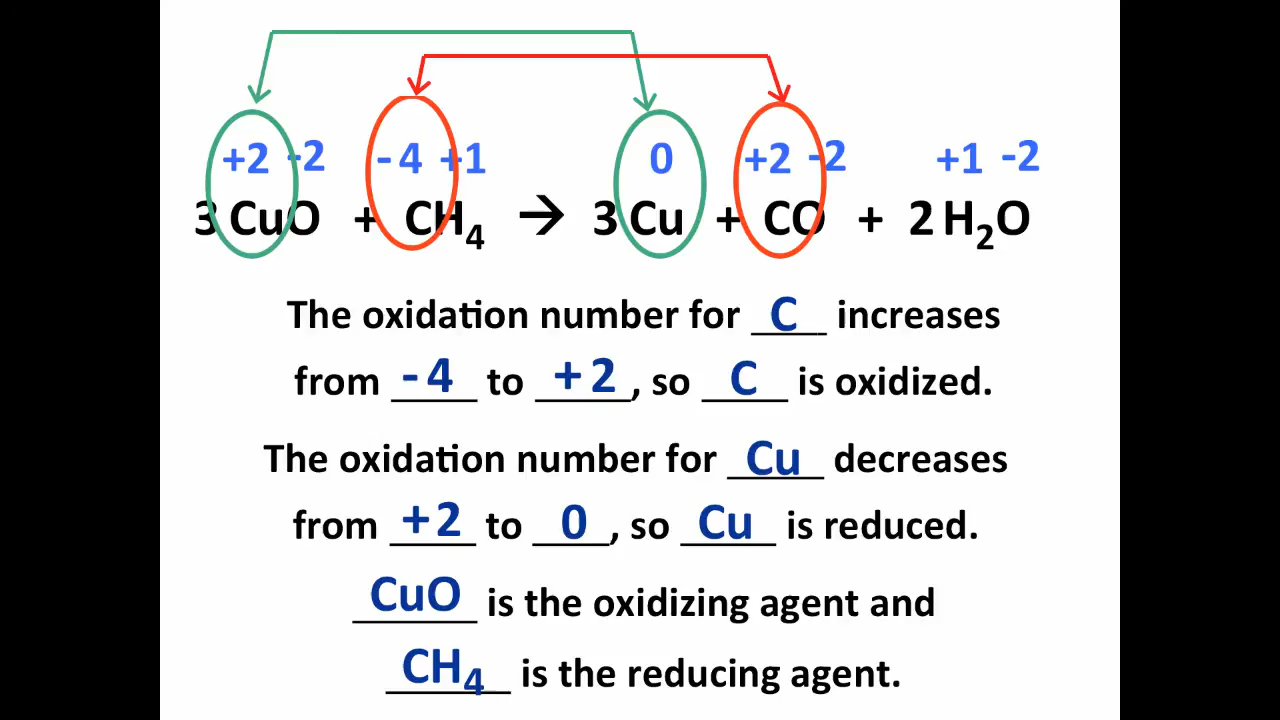 +2 -2 - 4 +1 0 +2 -2 +1 -2
3 CuO + CH₄ → 3 Cu + CO + 2 H₂O
The oxidation number for C increases
from - 4 to + 2, so C is oxidized.
The oxidation number for Cu decreases
from + 2 to 0, so Cu is reduced.
CuO is the oxidizing agent and
CH₄ is the reducing agent.